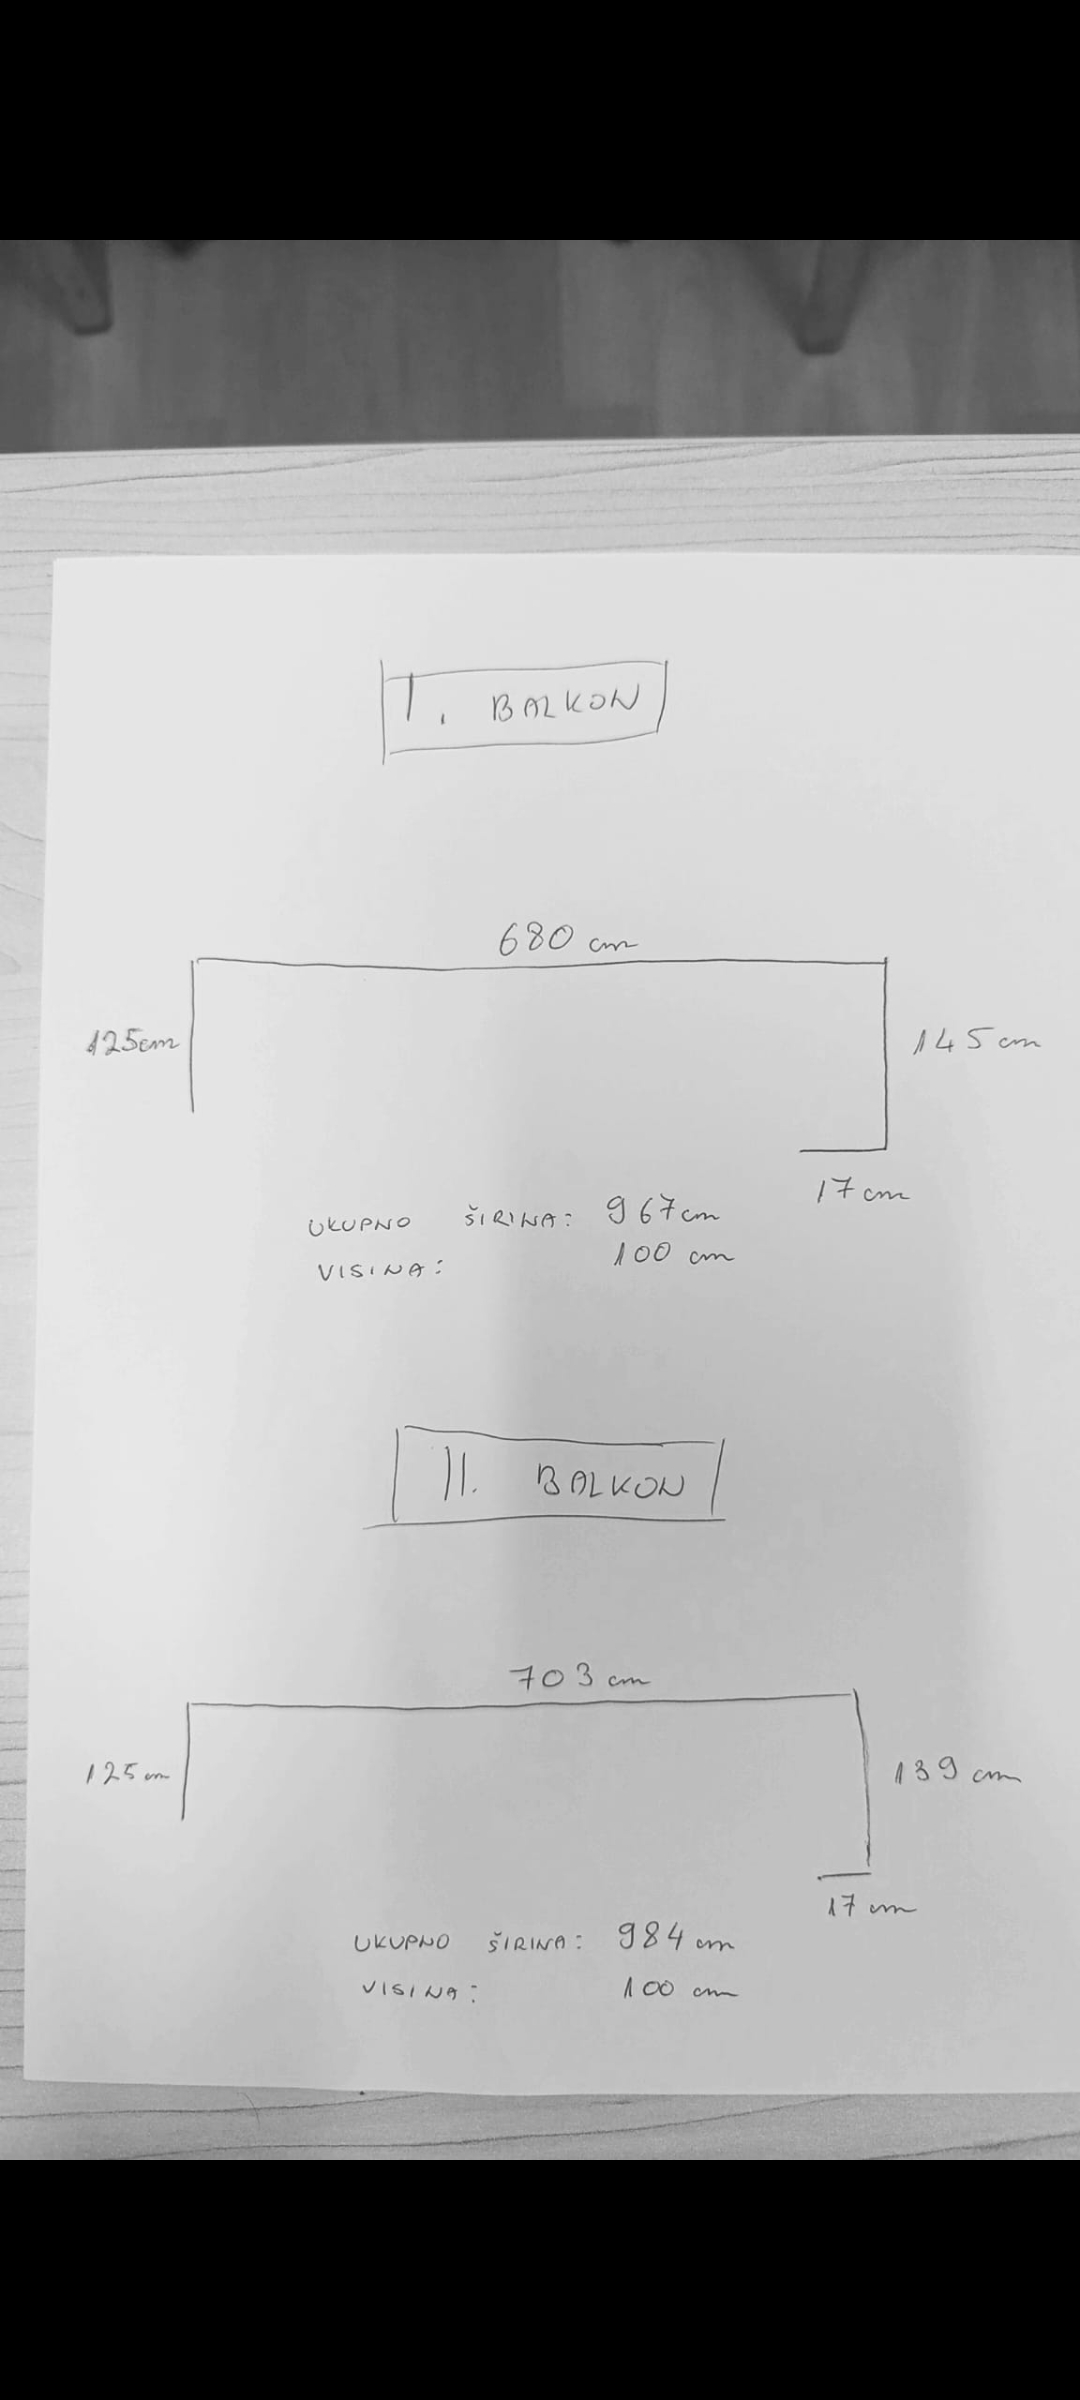 I. BALKON
680 cm
125cm
145 cm
17 cm
UKUPNO ŠIRINA: 967cm
VISINA: 100 cm
II. BALKON
703 cm
125 cm
139 cm
17 cm
UKUPNO ŠIRINA: 984 cm
VISINA: 100 cm